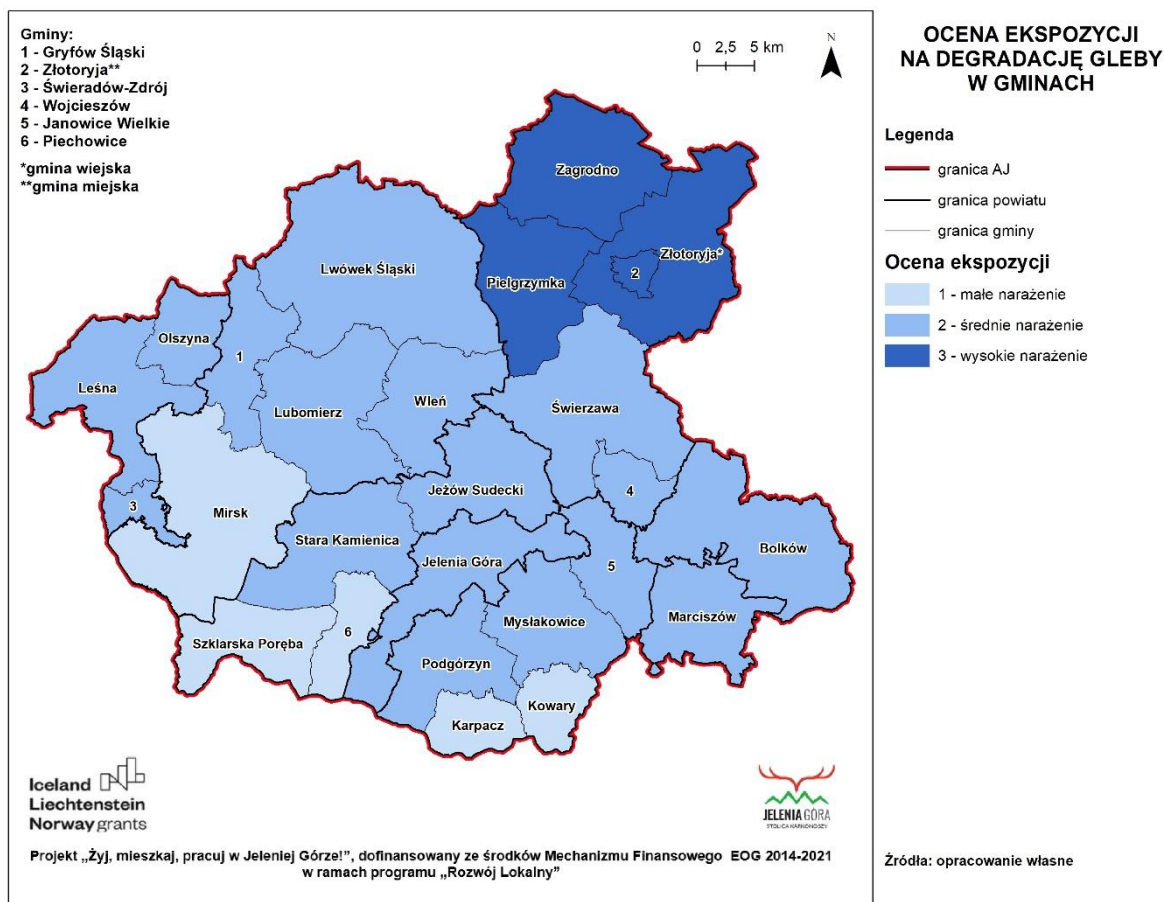 Gminy:
1 - Gryfów Śląski
2 - Złotoryja**
3 - Świeradów-Zdrój
4 - Wojcieszów
5 - Janowice Wielkie
6 - Piechowice
*gmina wiejska
**gmina miejska
0 2,5 5 km
N
Zagrodno
Złotoryja*
2
Pielgrzymka
Lwówek Śląski
Olszyna
1
Leśna
Lubomierz
Wleń
Świerzawa
4
Jeżów Sudecki
Mirsk
3
Stara Kamienica
Jelenia Góra
5
Bolków
Marciszów
Mysłakowice
6
Szklarska Poręba
Podgórzyn
Kowary
Karpacz
Iceland
Liechtenstein
Norway grants
JELENIA GÓRA
STOLICA KARKONOSZY
Projekt „Żyj, mieszkaj, pracuj w Jeleniej Górze!”, dofinansowany ze środków Mechanizmu Finansowego EOG 2014-2021
w ramach programu „Rozwój Lokalny”
OCENA EKSPOZYCJI
NA DEGRADACJĘ GLEBY
W GMINACH
Legenda
granica AJ
granica powiatu
granica gminy
Ocena ekspozycji
1 - małe narażenie
2 - średnie narażenie
3 - wysokie narażenie
Źródła: opracowanie własne